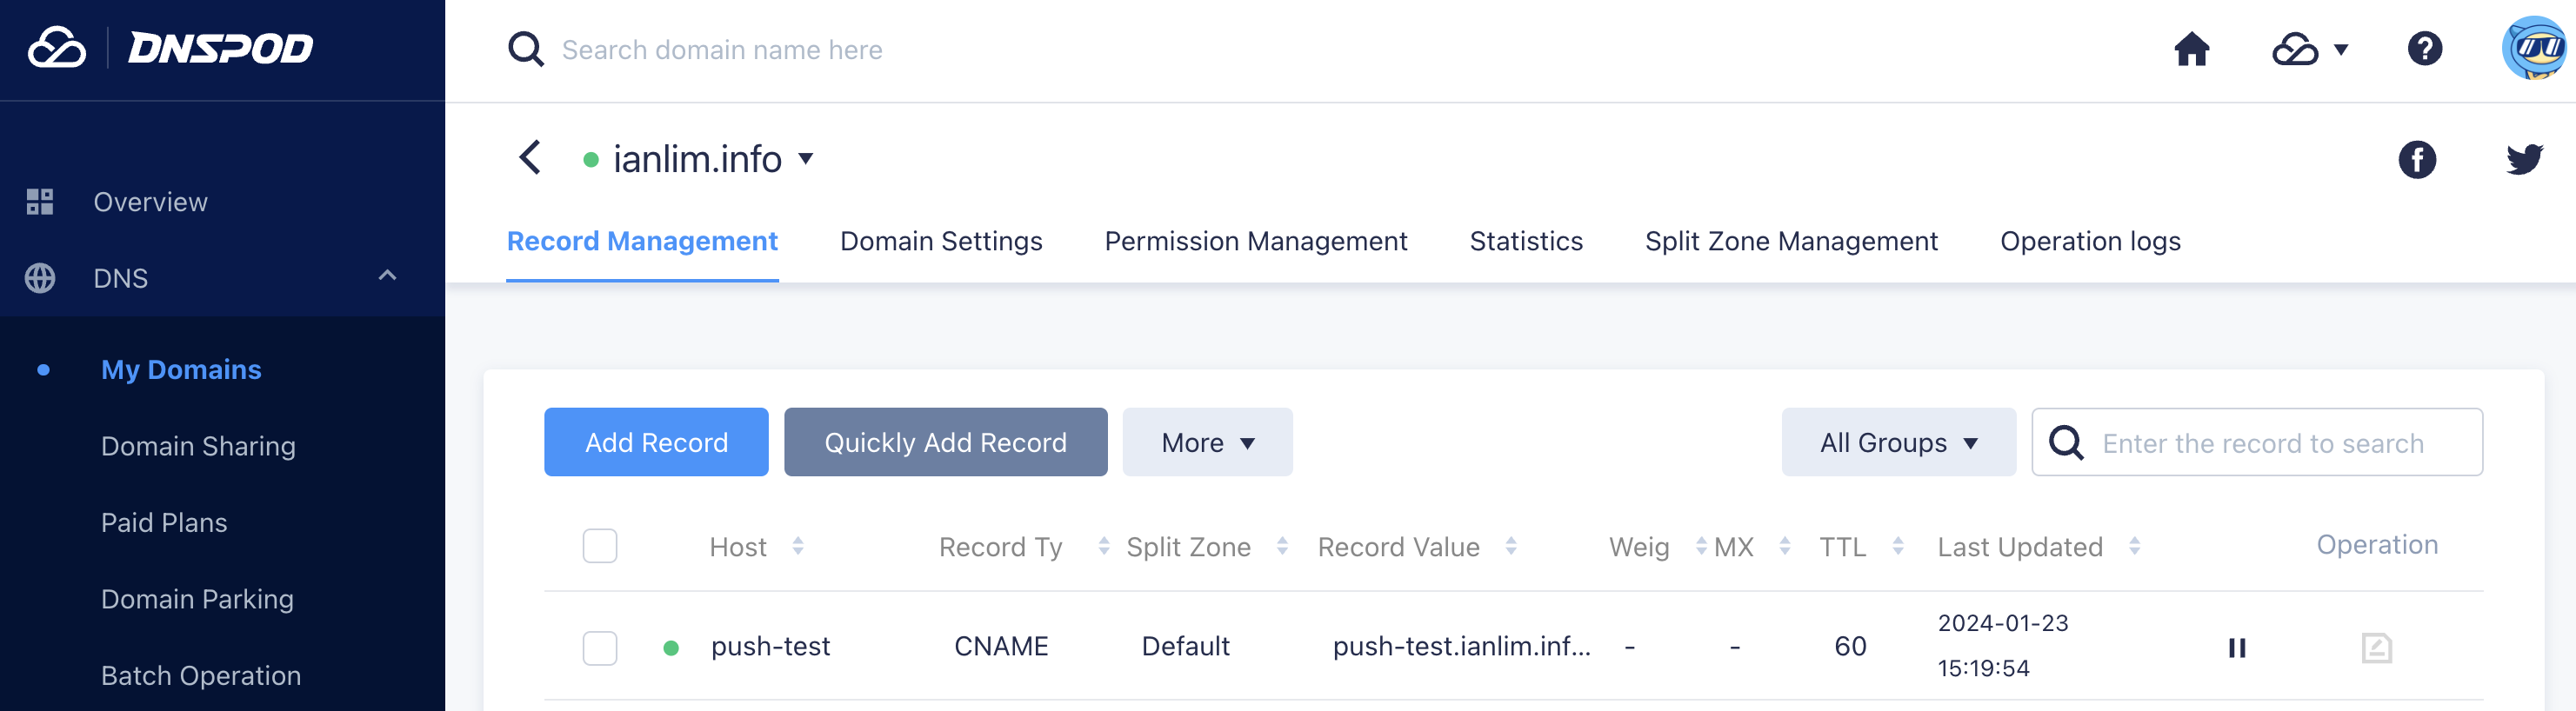 DNSPOD
Search domain name here
ianlim.info
Overview
DNS
My Domains
Domain Sharing
Paid Plans
Domain Parking
Batch Operation
Record Management Domain Settings Permission Management Statistics Split Zone Management Operation logs
Add Record Quickly Add Record More All Groups Enter the record to search
Host Record Ty Split Zone Record Value Weig MX TTL Last Updated Operation
push-test CNAME Default push-test.ianlim.inf... - - 60 2024-01-23
15:19:54